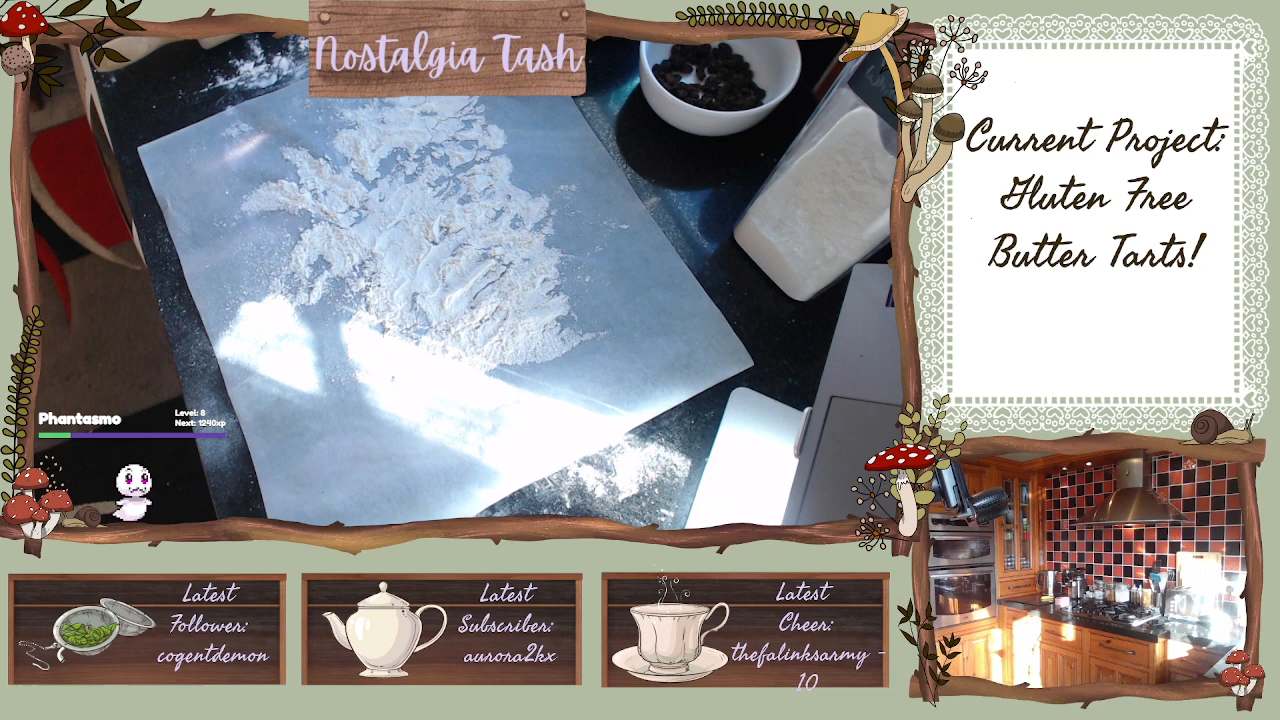 Nostalgia Tash
Current Project:
Gluten Free
Butter Tarts!
Phantasmo
Level: 8
Next: 1240xp
Latest
Follower:
cogentdemon
Latest
Subscriber:
aurora2kx
Latest
Cheer:
thefalinksarmy -
10